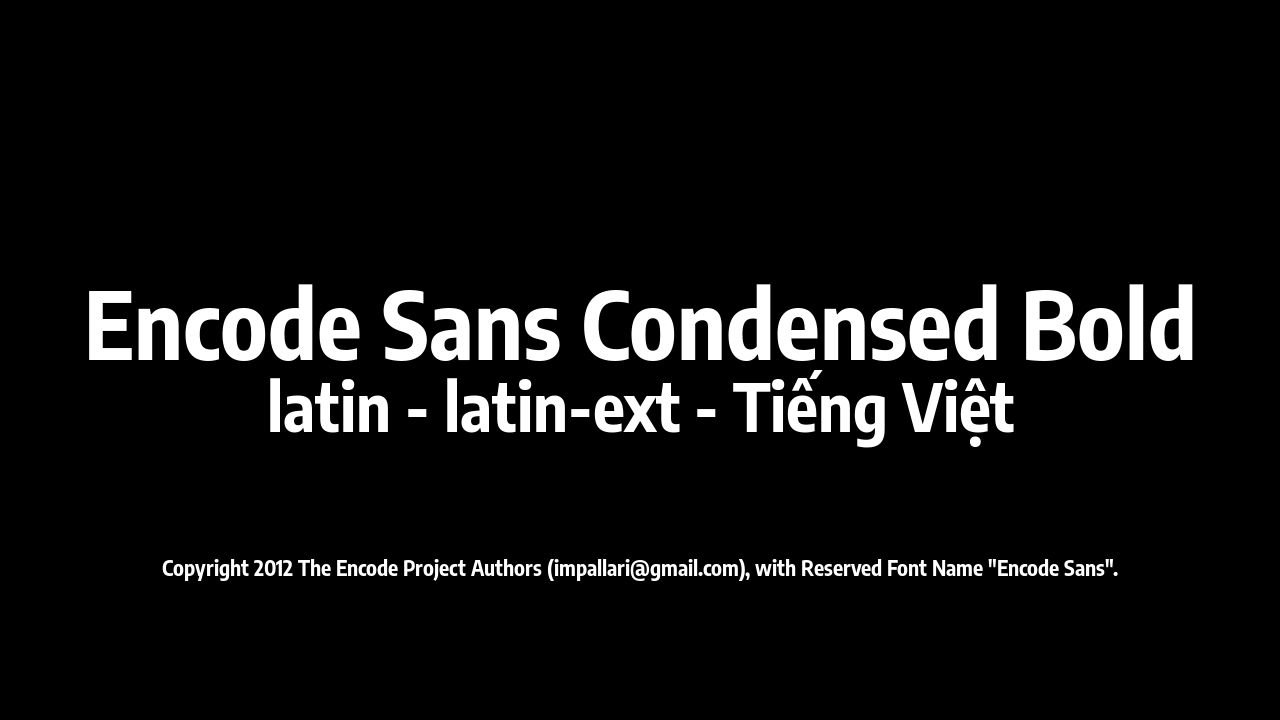 Encode Sans Condensed Bold
latin - latin-ext - Tiếng Việt
Copyright 2012 The Encode Project Authors (impallari@gmail.com), with Reserved Font Name "Encode Sans".